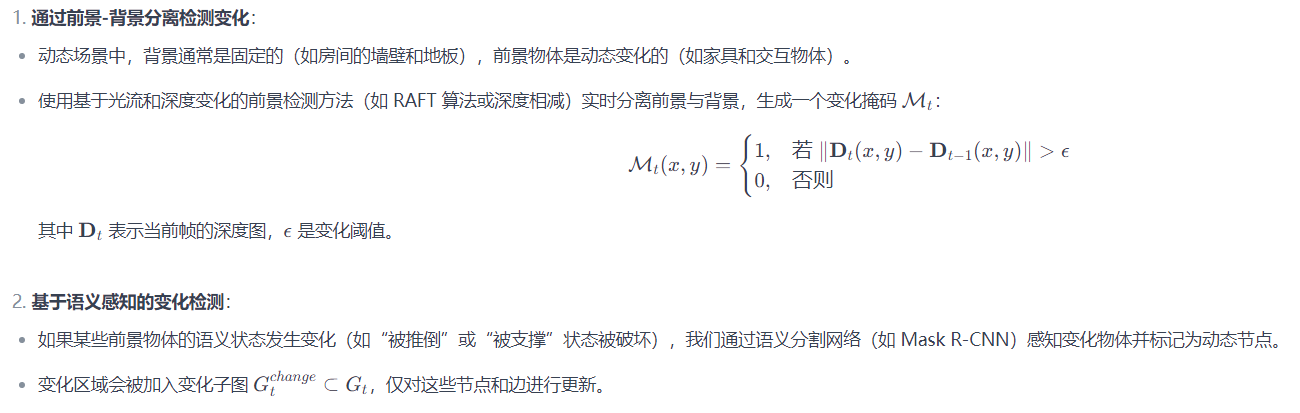 1. 通过前景-背景分离检测变化：
• 动态场景中，背景通常是固定的（如房间的墙壁和地板），前景物体是动态变化的（如家具和交互物体）。
• 使用基于光流和深度变化的前景检测方法（如 RAFT 算法或深度相减）实时分离前景与背景，生成一个变化掩码 $\mathcal{M}_t$：
$\mathcal{M}_t(x, y) = \begin{cases} 1, & \text{若 } \|\mathbf{D}_t(x, y) - \mathbf{D}_{t-1}(x, y)\| > \epsilon \\ 0, & \text{否则} \end{cases}$
其中 $\mathbf{D}_t$ 表示当前帧的深度图，$\epsilon$ 是变化阈值。
2. 基于语义感知的变化检测：
• 如果某些前景物体的语义状态发生变化（如“被推倒”或“被支撑”状态被破坏），我们通过语义分割网络（如 Mask R-CNN）感知变化物体并标记为动态节点。
• 变化区域会被加入变化子图 $G_t^{change} \subset G_t$，仅对这些节点和边进行更新。